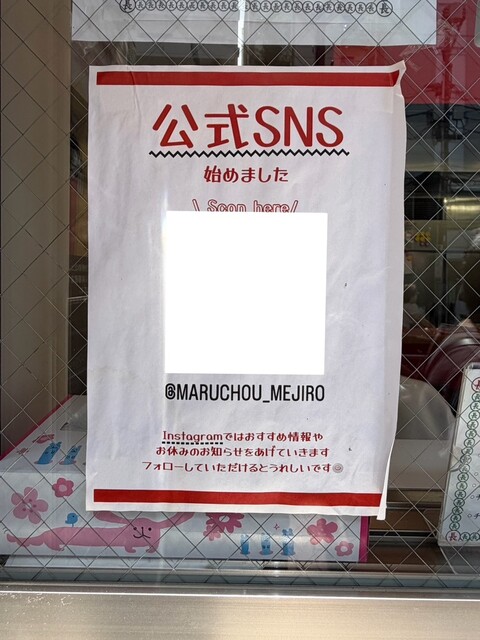 公式SNS
始めました
\ Scan here/
@MARUCHOU_MEJIRO
Instagramではおすすめ情報や
お休みのお知らせをあげていきます
フォローしていただけるとうれしいです☺